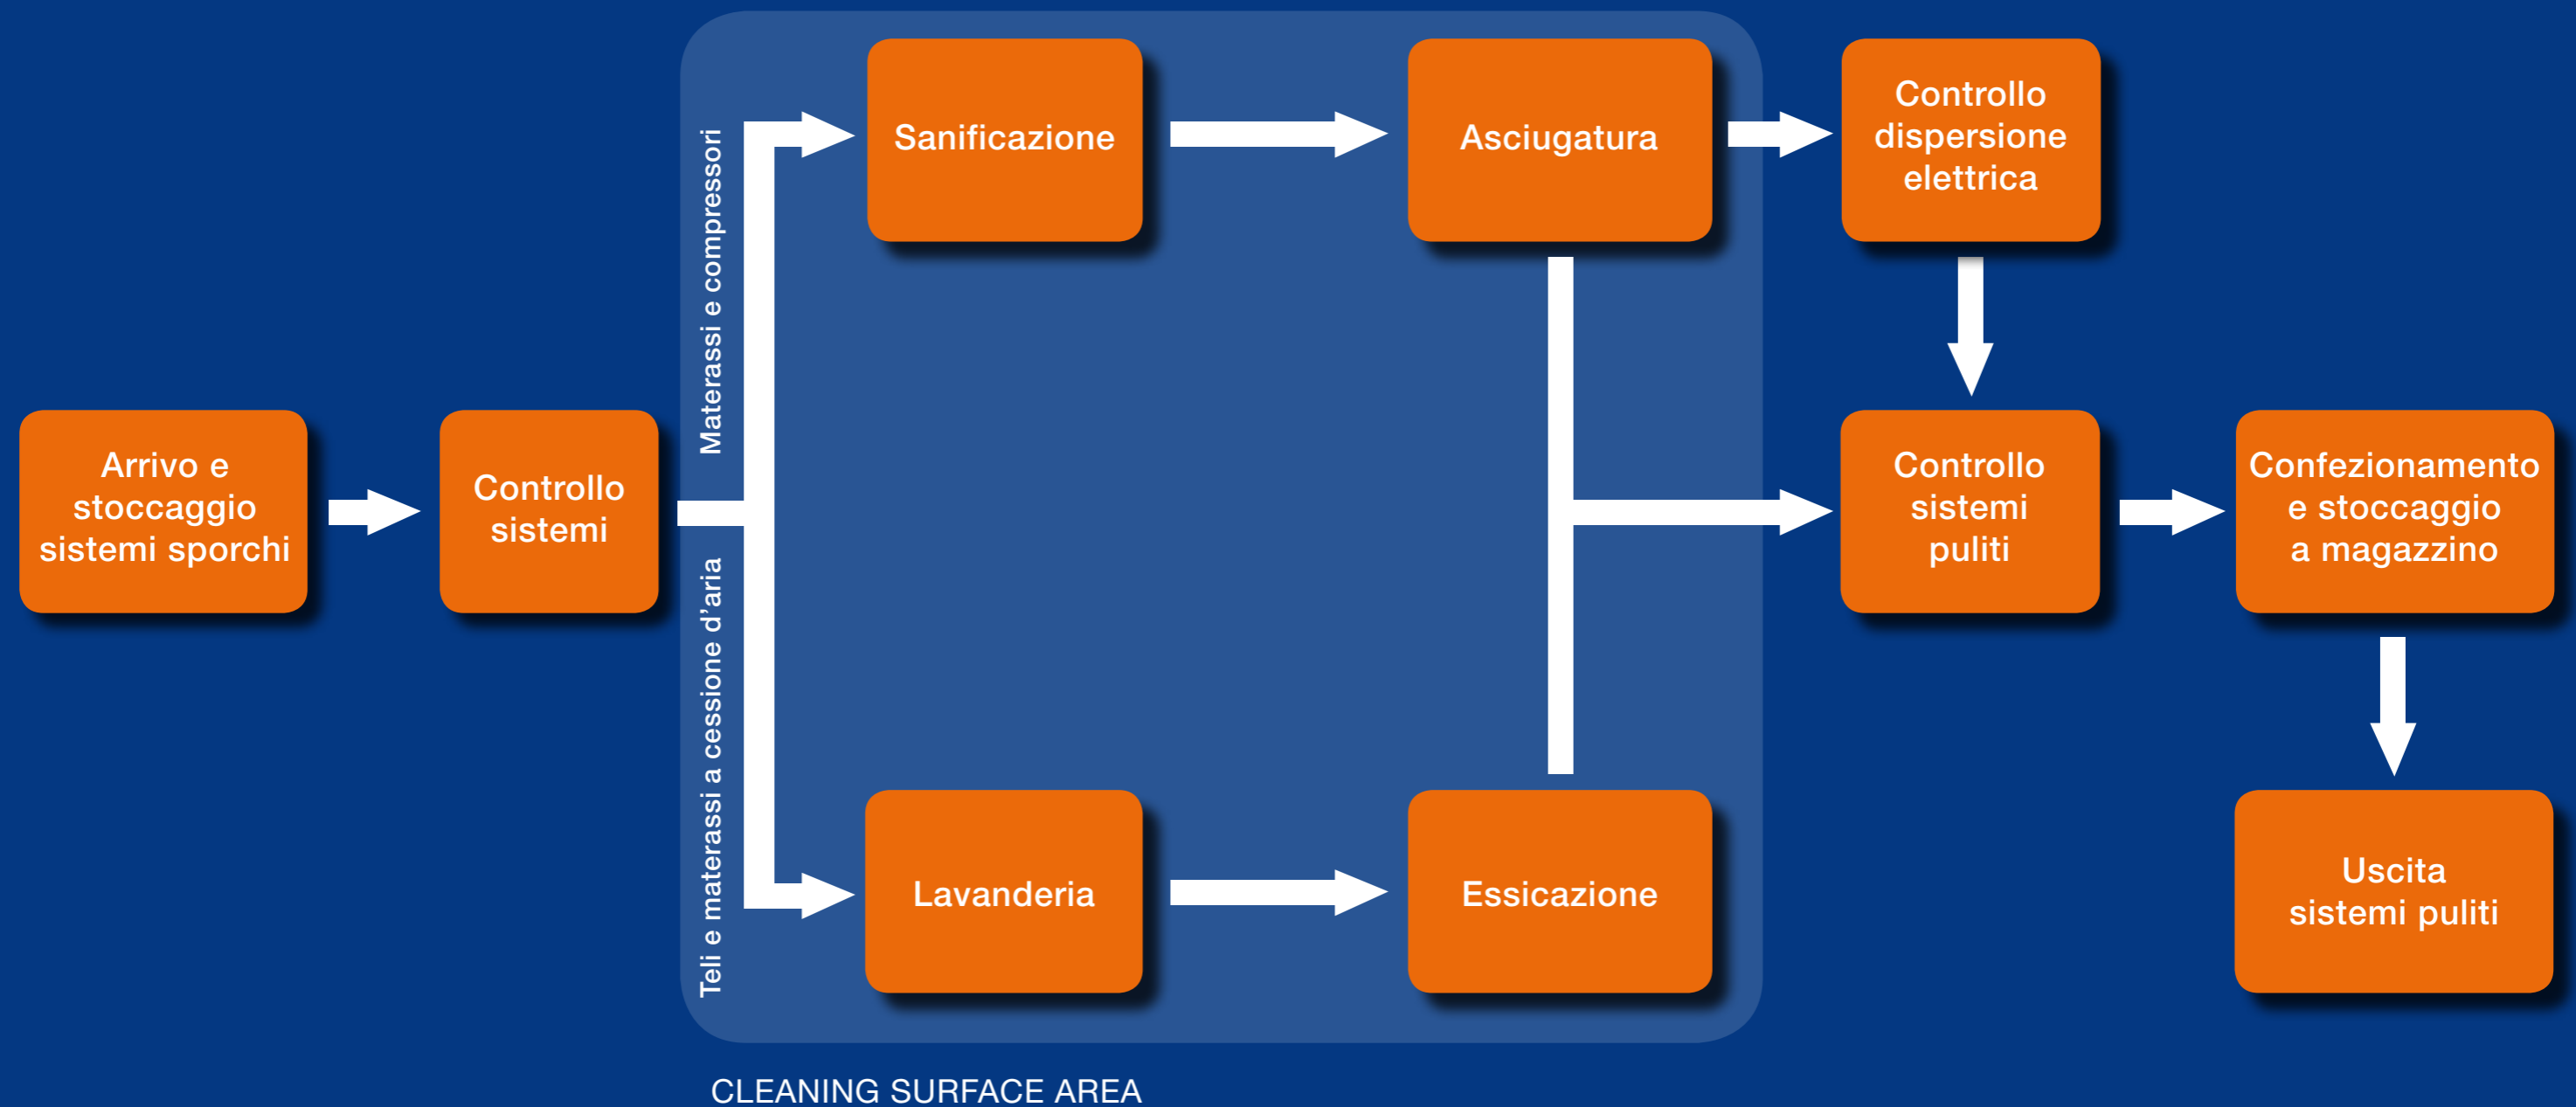 Arrivo e
stoccaggio
sistemi sporchi
Controllo
sistemi
Materassi e compressori
Teli e materassi a cessione d’aria
Sanificazione
Asciugatura
Controllo
dispersione
elettrica
Lavanderia
Essicazione
Controllo
sistemi
puliti
Confezionamento
e stoccaggio
a magazzino
Uscita
sistemi puliti
CLEANING SURFACE AREA